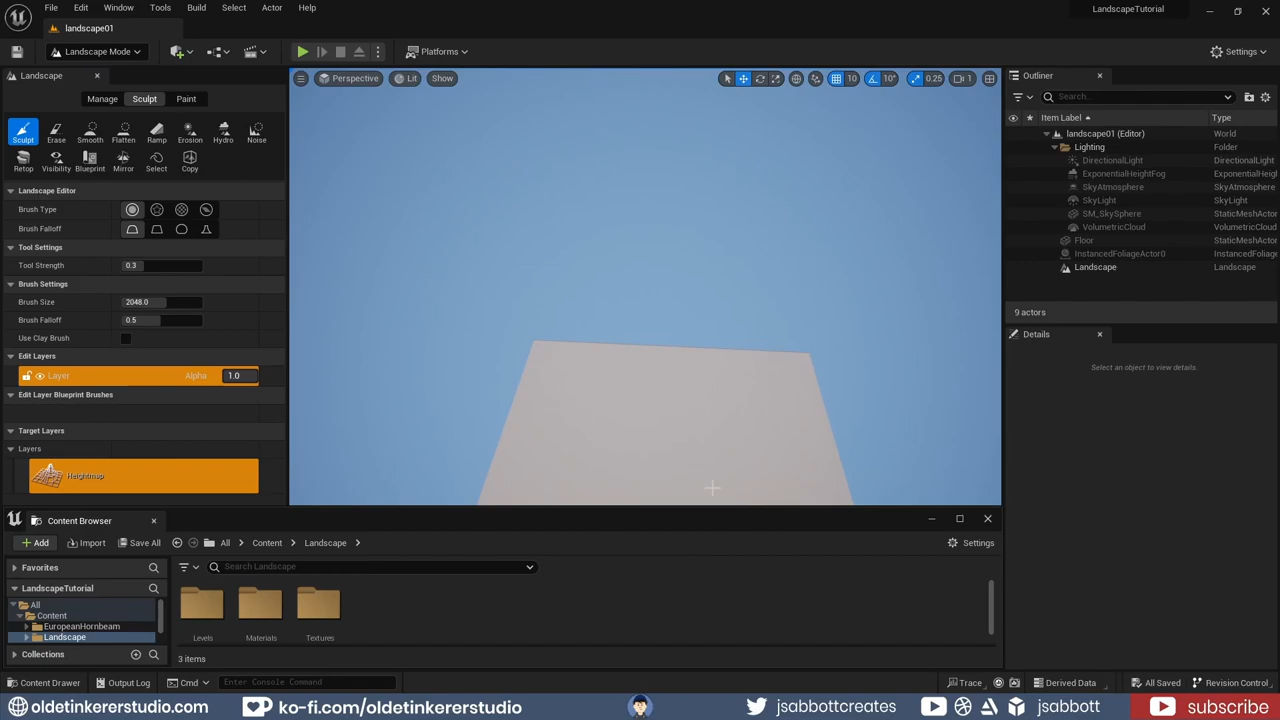 File Edit Window Tools Build Select Actor Help
landscape01
LandscapeTutorial
Landscape Mode
Platforms
Settings
Landscape
Manage Sculpt Paint
Sculpt Erase Smooth Flatten Ramp Erosion Hydro Noise
Retop Visibility Blueprint Mirror Select Copy
Landscape Editor
Brush Type
Brush Falloff
Tool Settings
Tool Strength 0.3
Brush Settings
Brush Size 2048.0
Brush Falloff 0.5
Use Clay Brush
Edit Layers
Layer Alpha 1.0
Edit Layer Blueprint Brushes
Target Layers
Layers
Heightmap
Perspective Lit Show
10 10° 0.25 1
Outliner
Search...
Item Label Type
landscape01 (Editor) World
Lighting Folder
DirectionalLight DirectionalLight
ExponentialHeightFog ExponentialHeight
SkyAtmosphere SkyAtmosphere
SkyLight SkyLight
SM_SkySphere StaticMeshActor
VolumetricCloud VolumetricCloud
Floor StaticMeshActor
InstancedFoliageActor0 InstancedFoliage
Landscape Landscape
9 actors
Details
Select an object to view details.
Content Browser
Add Import Save All All Content Landscape Settings
Favorites
Search Landscape
LandscapeTutorial
All
Content
EuropeanHornbeam
Landscape
Collections
Levels Materials Textures
3 items
Content Drawer Output Log Cmd Enter Console Command Trace Derived Data All Saved Revision Control
oldetinkererstudio.com ko-fi.com/oldetinkererstudio jsabbottcreates jsabbott subscribe